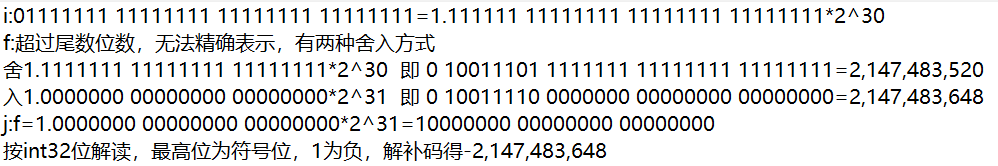 i:01111111 11111111 11111111 11111111=1.111111 11111111 11111111 11111111*2^30
f:超过尾数位数，无法精确表示，有两种舍入方式
舍1.1111111 11111111 11111111*2^30 即 0 10011101 1111111 11111111 11111111=2,147,483,520
入1.0000000 00000000 00000000*2^31 即 0 10011110 0000000 00000000 00000000=2,147,483,648
j:f=1.0000000 00000000 00000000*2^31=10000000 00000000 00000000
按int32位解读，最高位为符号位，1为负，解补码得-2,147,483,648